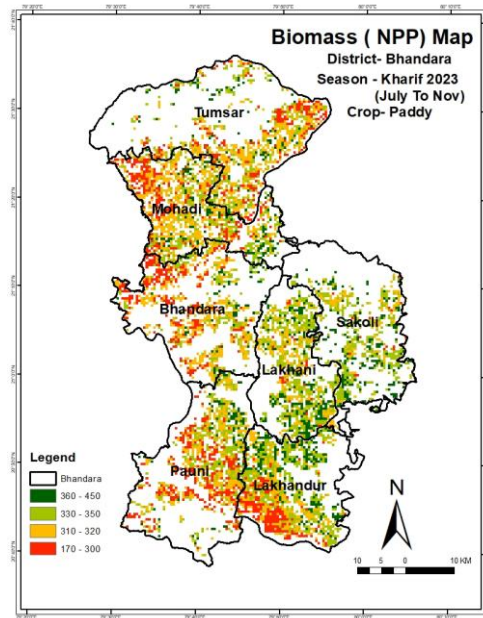 Biomass ( NPP) Map
District- Bhandara
Season - Kharif 2023
(July To Nov)
Crop- Paddy
Tumsar
Mohadi
Bhandara
Sakoli
Lakhani
Pauni
Lakhandur
Legend
Bhandara
360 - 450
330 - 350
310 - 320
170 - 300
N
10 5 0 10 KM